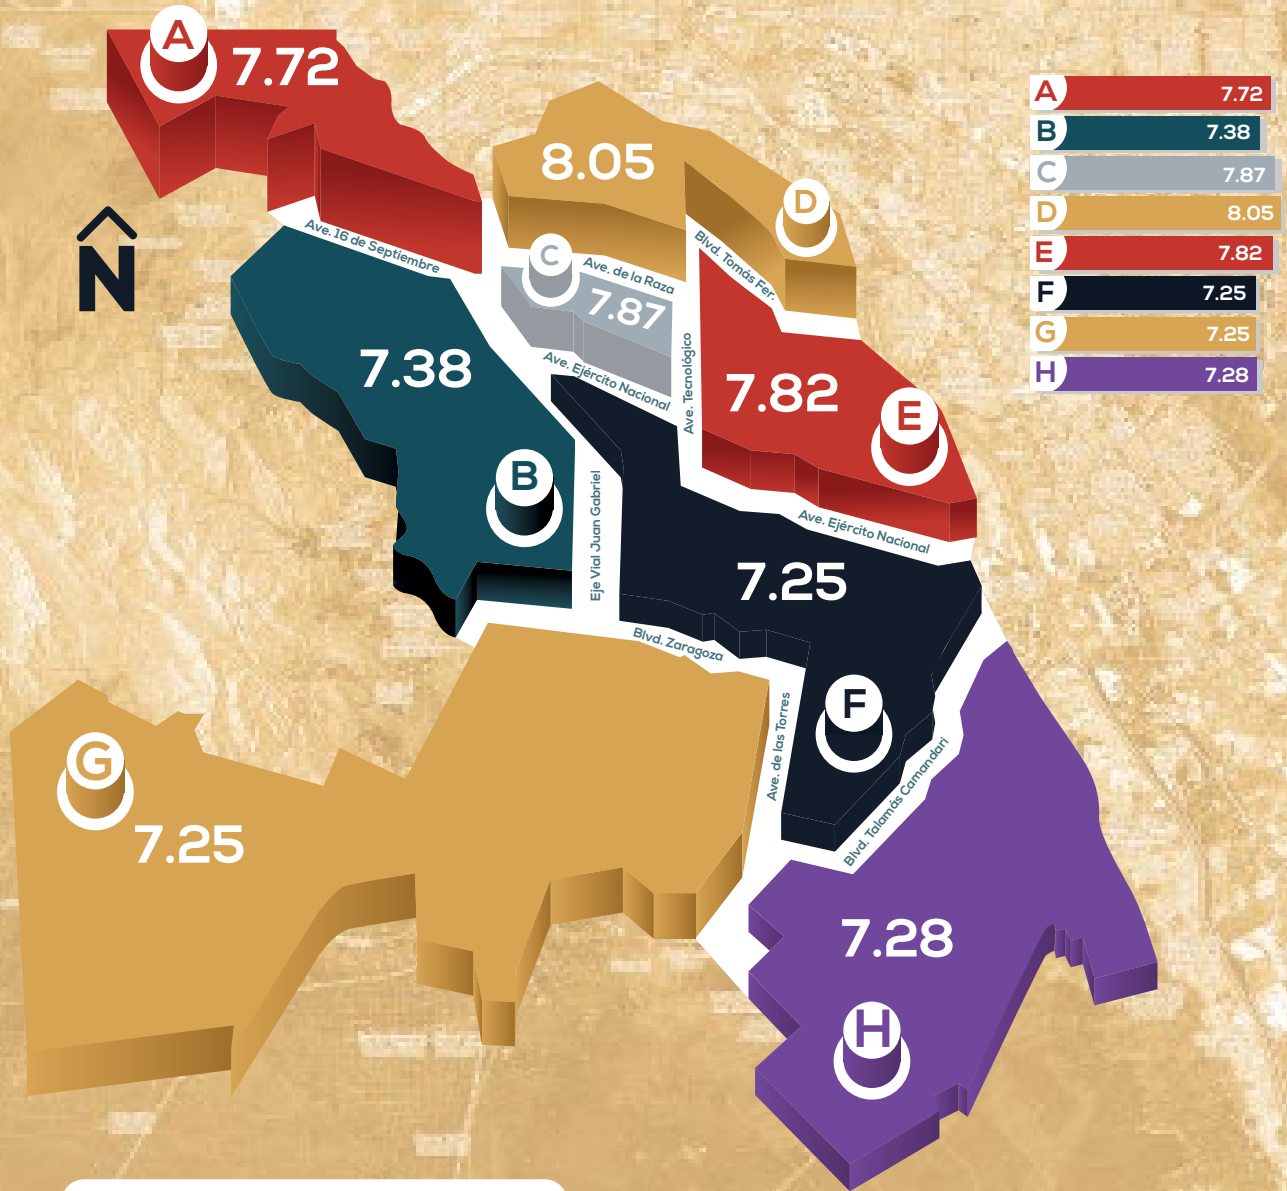 A
7.72
8.05
D
N
Ave. 16 de Septiembre
C
Ave. de la Raza
7.87
Blvd. Tomás Fer.
7.38
Ave. Ejército Nacional
Ave. Tecnológico
7.82
E
B
Eje Vial Juan Gabriel
Ave. Ejército Nacional
7.25
Blvd. Zaragoza
F
Ave. de las Torres
Blvd. Talamás Camandari
G
7.25
7.28
H
A 7.72
B 7.38
C 7.87
D 8.05
E 7.82
F 7.25
G 7.25
H 7.28